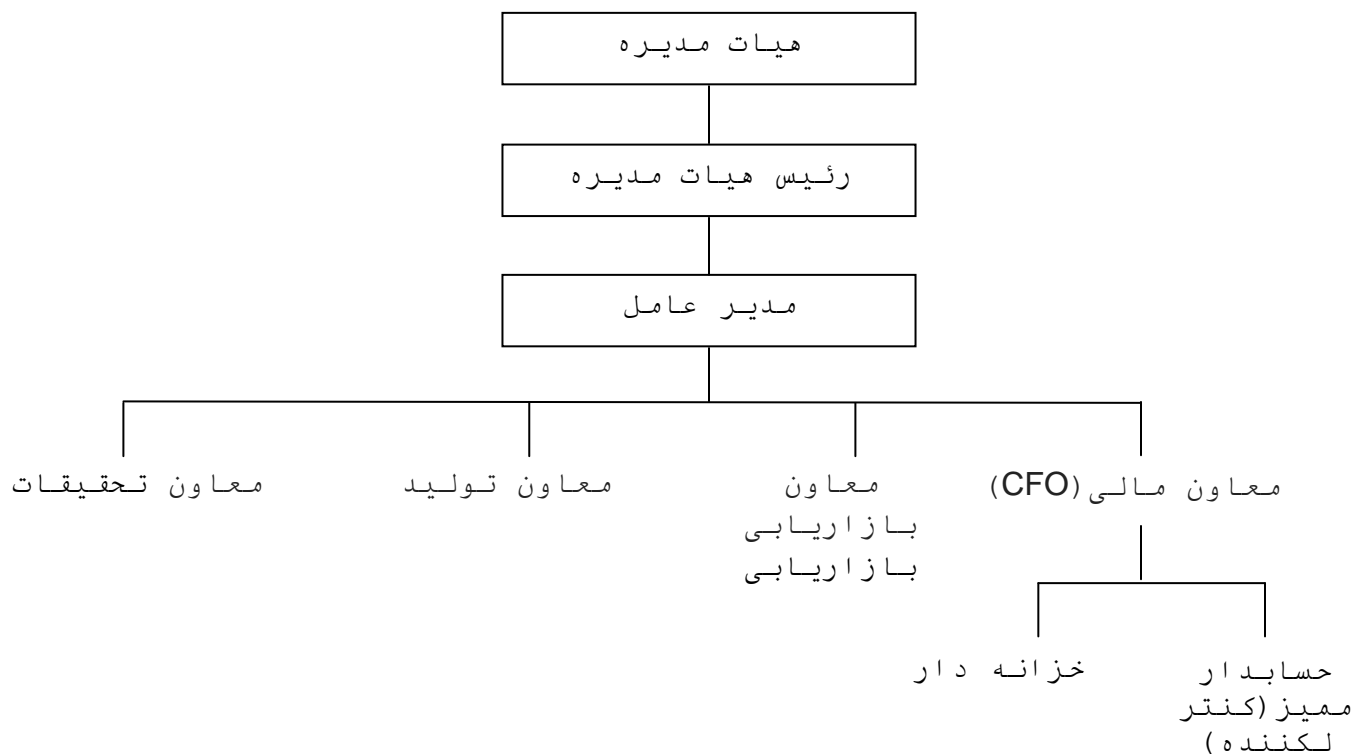 هیات مدیره
رئیس هیات مدیره
مدیر عامل
معاون مالی(CFO)
معاون
بازاریابی
بازاریابی
معاون تولید
معاون تحقیقات
حسابدار
ممیز(کنتر
لکننده)
خزانه دار